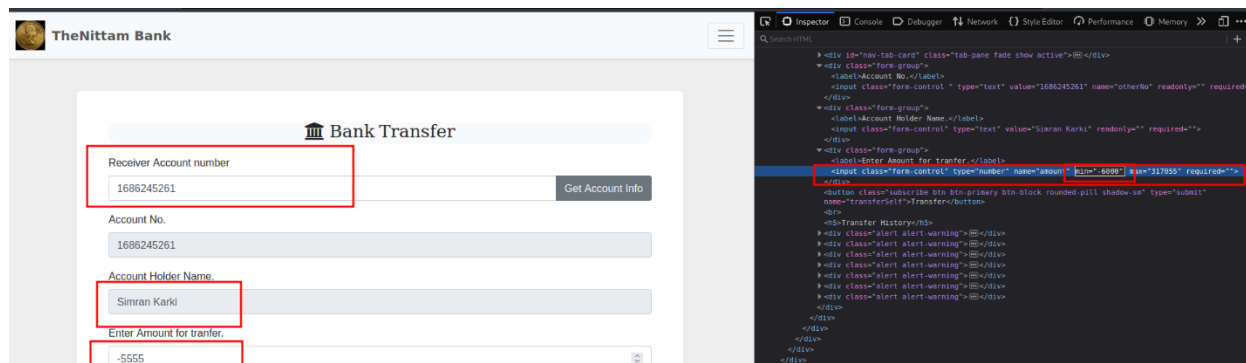 TheNittam Bank
Bank Transfer
Receiver Account number
1686245261
Get Account Info
Account No.
1686245261
Account Holder Name.
Simran Karki
Enter Amount for tranfer.
-5555
Inspector Console Debugger Network {} Style Editor Performance Memory
Search HTML
<div id="nav-tab-card" class="tab-pane fade show active"></div>
<div class="form-group">
<label>Account No.</label>
<input class="form-control " type="text" value="1686245261" name="otherNo" readonly="" required=
</div>
<div class="form-group">
<label>Account Holder Name.</label>
<input class="form-control" type="text" value="Simran Karki" readonly="" required="">
</div>
<div class="form-group">
<label>Enter Amount for tranfer.</label>
<input class="form-control" type="number" name="amount" min="-6000" max="317055" required="">
</div>
<button class="subscribe btn btn-primary btn-block rounded-pill shadow-sm" type="submit"
name="transferSelf">Transfer</button>
<br>
<h5>Transfer History</h5>
<div class="alert alert-warning"></div>
<div class="alert alert-warning"></div>
<div class="alert alert-warning"></div>
<div class="alert alert-warning"></div>
<div class="alert alert-warning"></div>
<div class="alert alert-warning"></div>
<div class="alert alert-warning"></div>
</div>
</div>
</div>
</div>
</div>